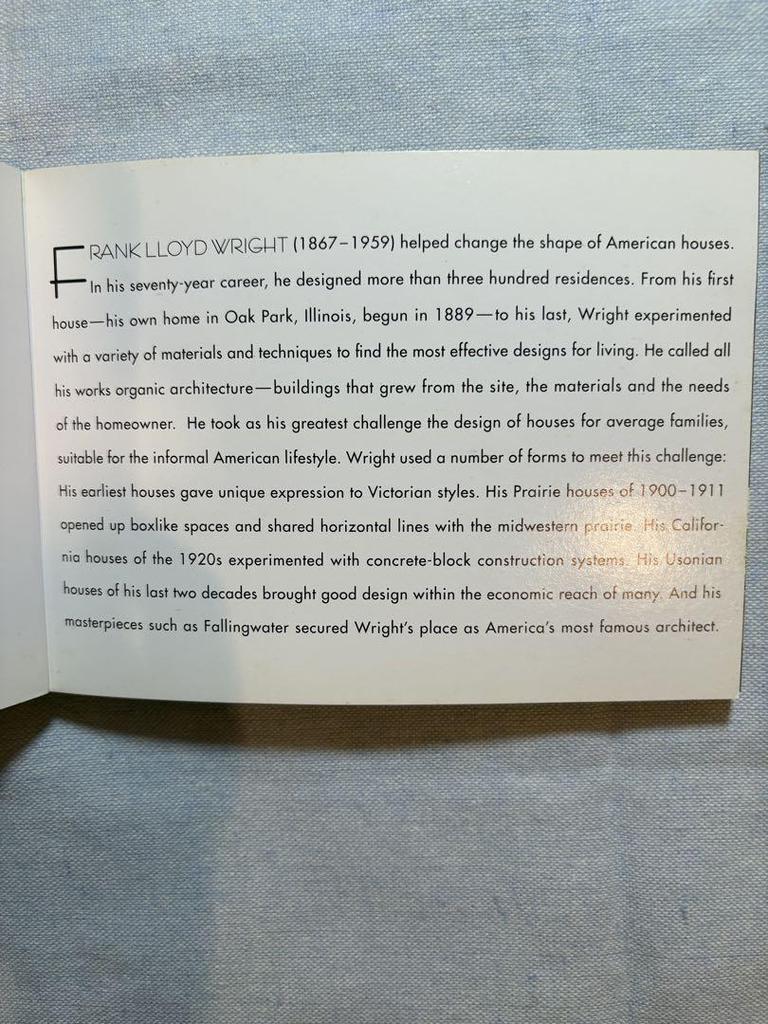 FRANK LLOYD WRIGHT (1867–1959) helped change the shape of American houses.
In his seventy-year career, he designed more than three hundred residences. From his first
house—his own home in Oak Park, Illinois, begun in 1889—to his last, Wright experimented
with a variety of materials and techniques to find the most effective designs for living. He called all
his works organic architecture—buildings that grew from the site, the materials and the needs
of the homeowner. He took as his greatest challenge the design of houses for average families,
suitable for the informal American lifestyle. Wright used a number of forms to meet this challenge:
His earliest houses gave unique expression to Victorian styles. His Prairie houses of 1900–1911
opened up boxlike spaces and shared horizontal lines with the midwestern prairie. His Califor-
nia houses of the 1920s experimented with concrete-block construction systems. His Usonian
houses of his last two decades brought good design within the economic reach of many. And his
masterpieces such as Fallingwater secured Wright's place as America's most famous architect.